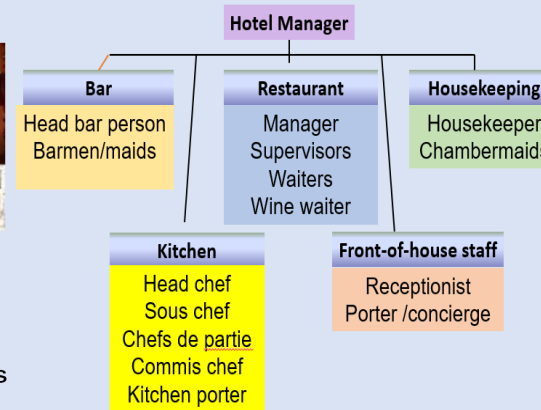 Hotel Manager
Bar
Head bar person
Barmen/maids
Restaurant
Manager
Supervisors
Waiters
Wine waiter
Housekeeping
Housekeeper
Chambermaids
Kitchen
Head chef
Sous chef
Chefs de partie
Commis chef
Kitchen porter
Front-of-house staff
Receptionist
Porter /concierge
s